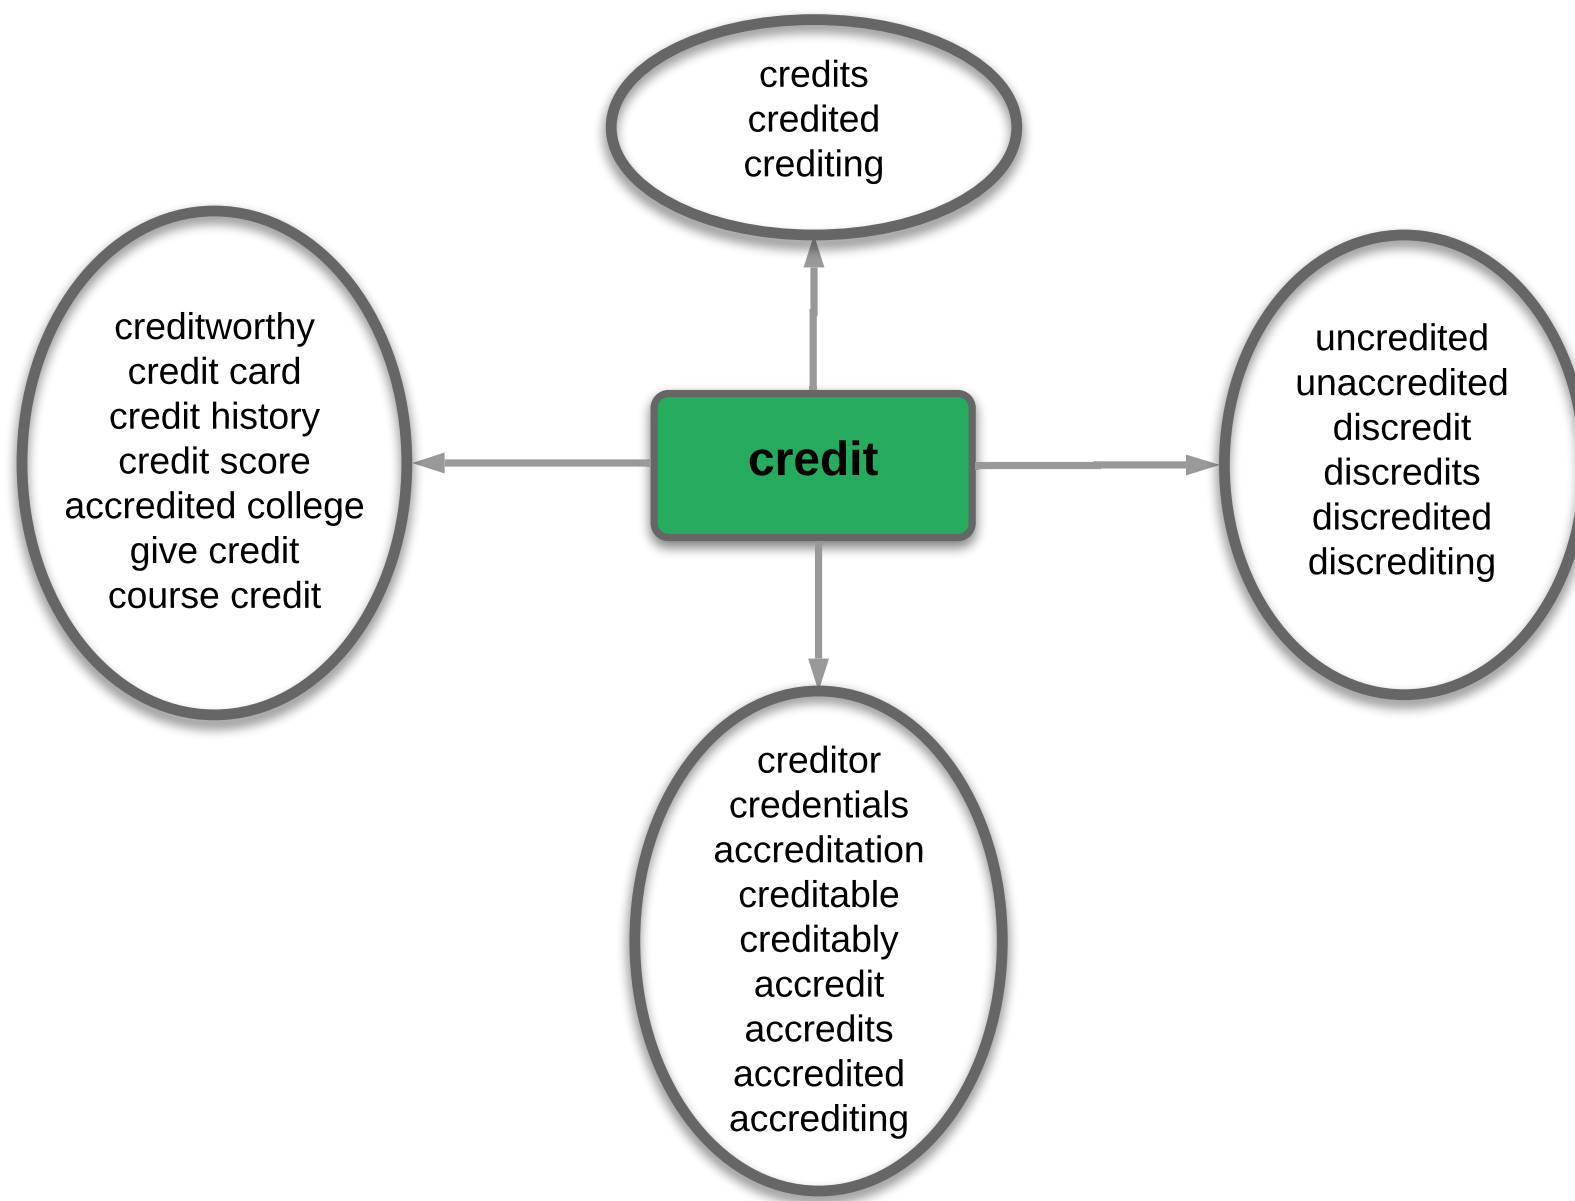 credits
credited
crediting
creditworthy
credit card
credit history
credit score
accredited college
give credit
course credit
credit
uncredited
unaccredited
discredit
discredits
discredited
discrediting
creditor
credentials
accreditation
creditable
creditably
accredit
accredits
accredited
accrediting